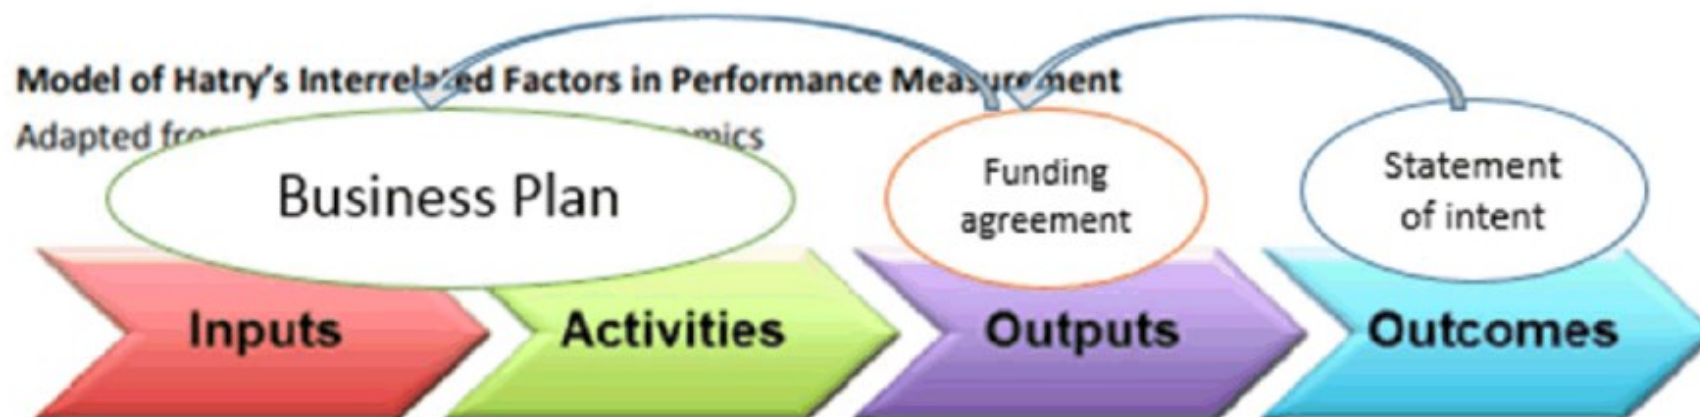 Model of Hatry's Interrelated Factors in Performance Measurement
Adapted
Business Plan
Funding
agreement
Statement
of intent
Inputs
Activities
Outputs
Outcomes